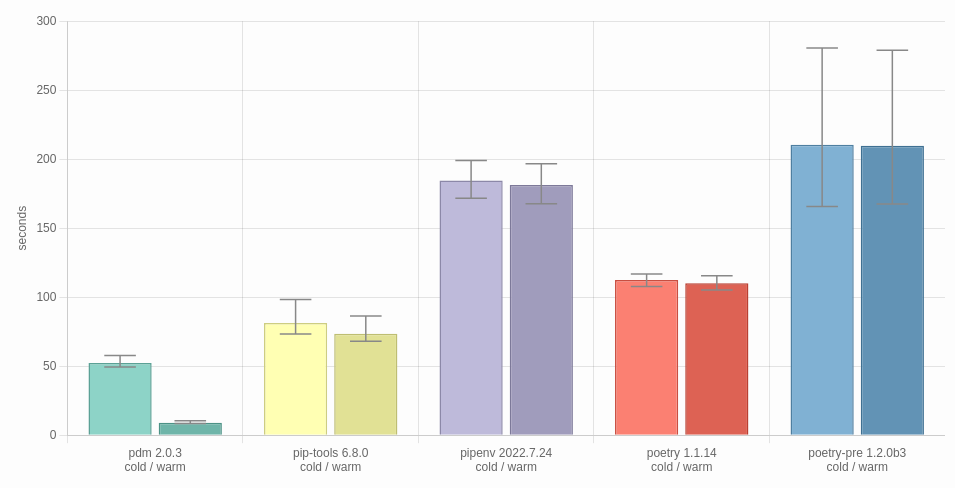 300
250
200
150
100
50
0
seconds
pdm 2.0.3
cold / warm
pip-tools 6.8.0
cold / warm
pipenv 2022.7.24
cold / warm
poetry 1.1.14
cold / warm
poetry-pre 1.2.0b3
cold / warm